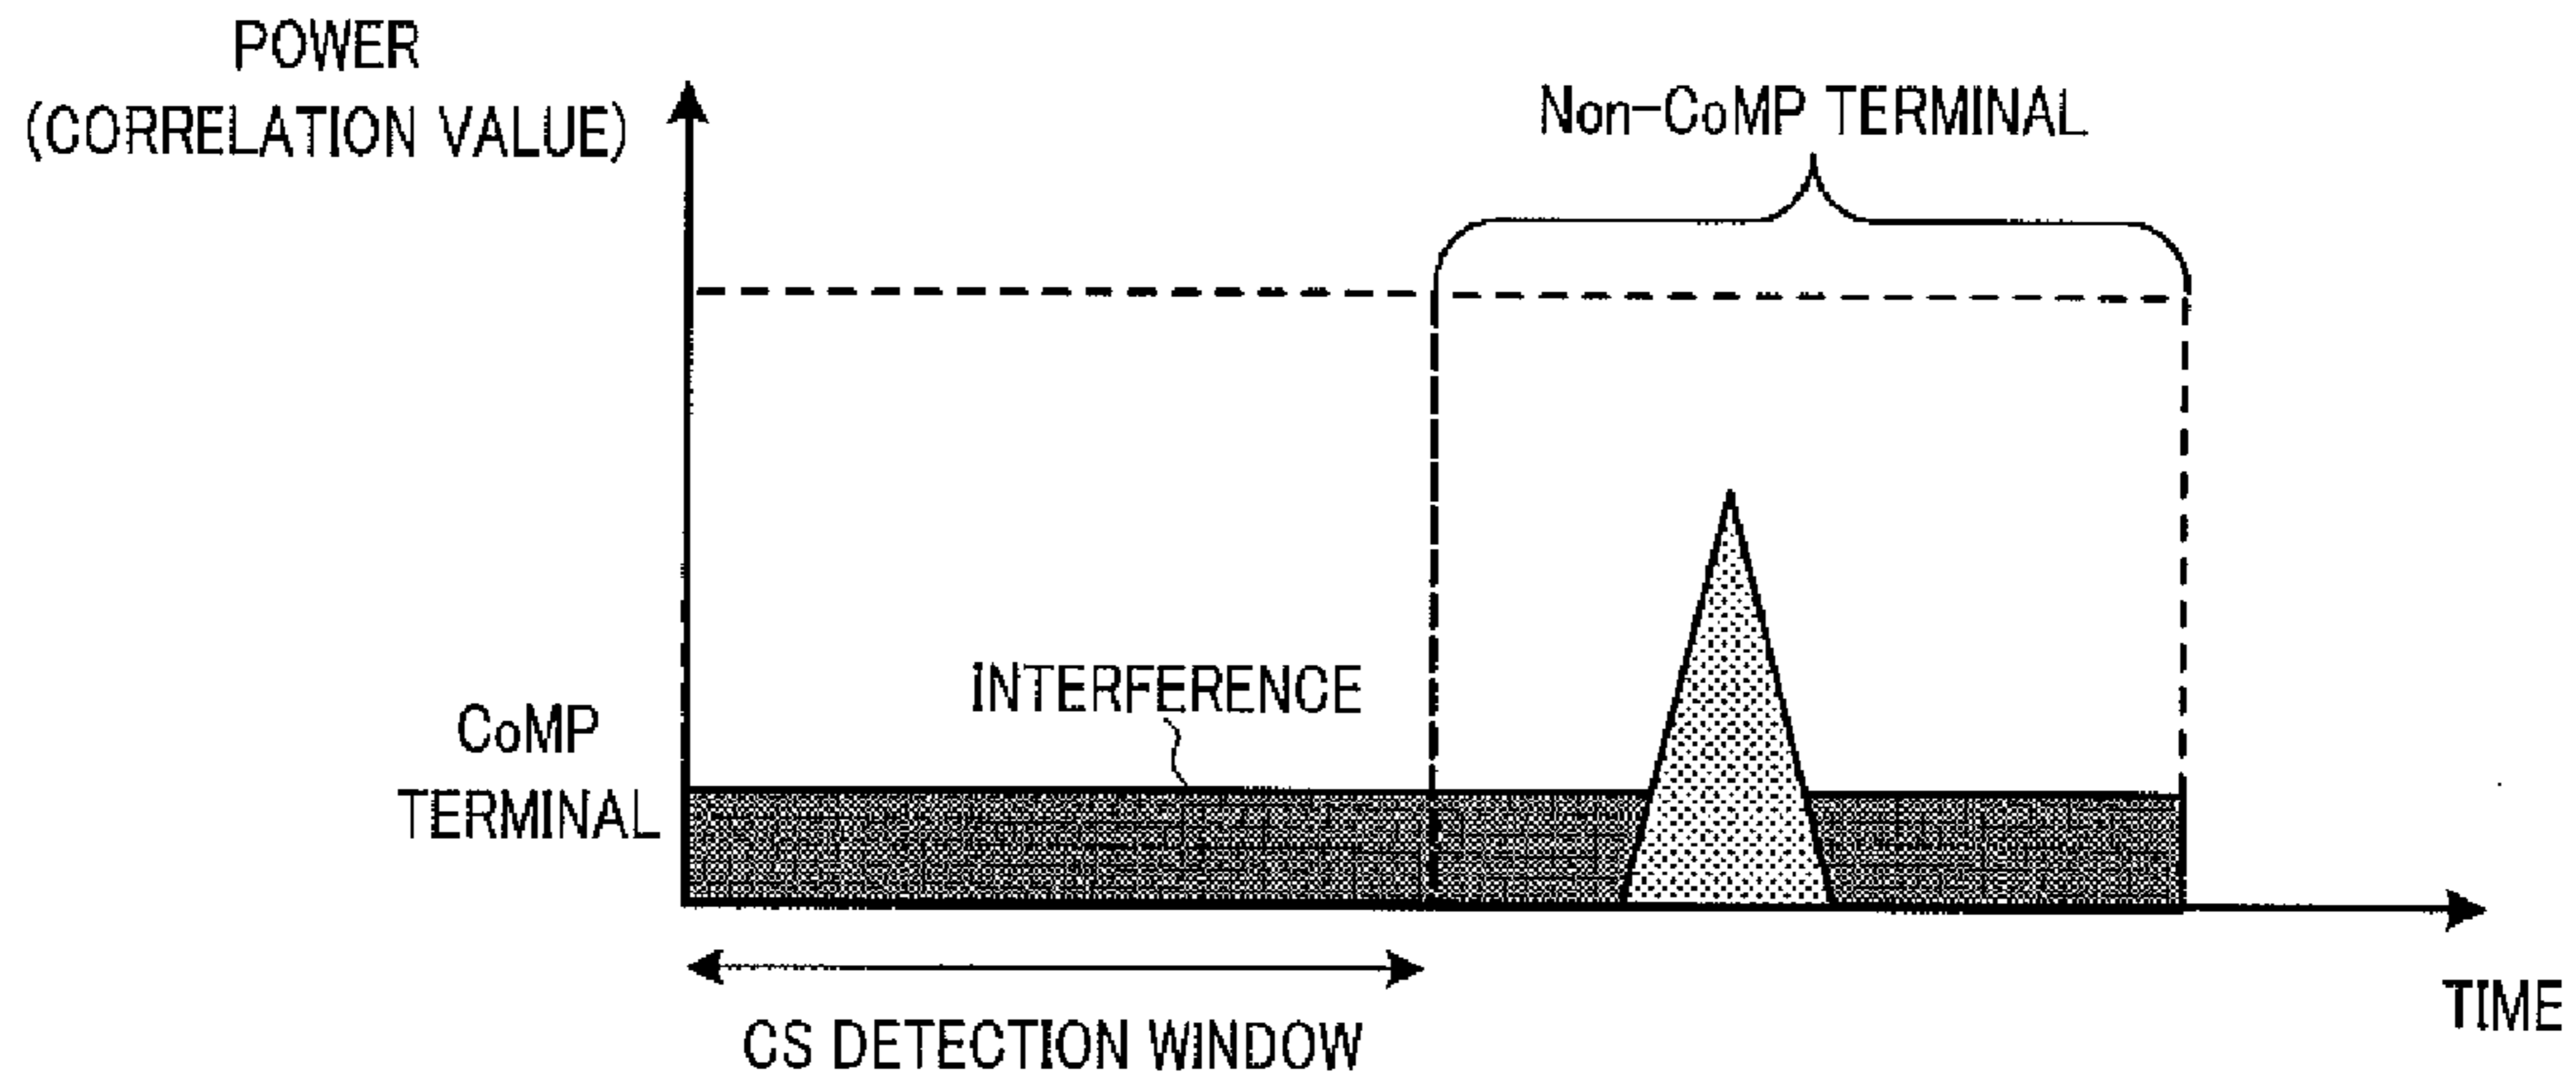 POWER
(CORRELATION VALUE)
Non-CoMP TERMINAL
INTERFERENCE
CoMP
TERMINAL
CS DETECTION WINDOW
TIME